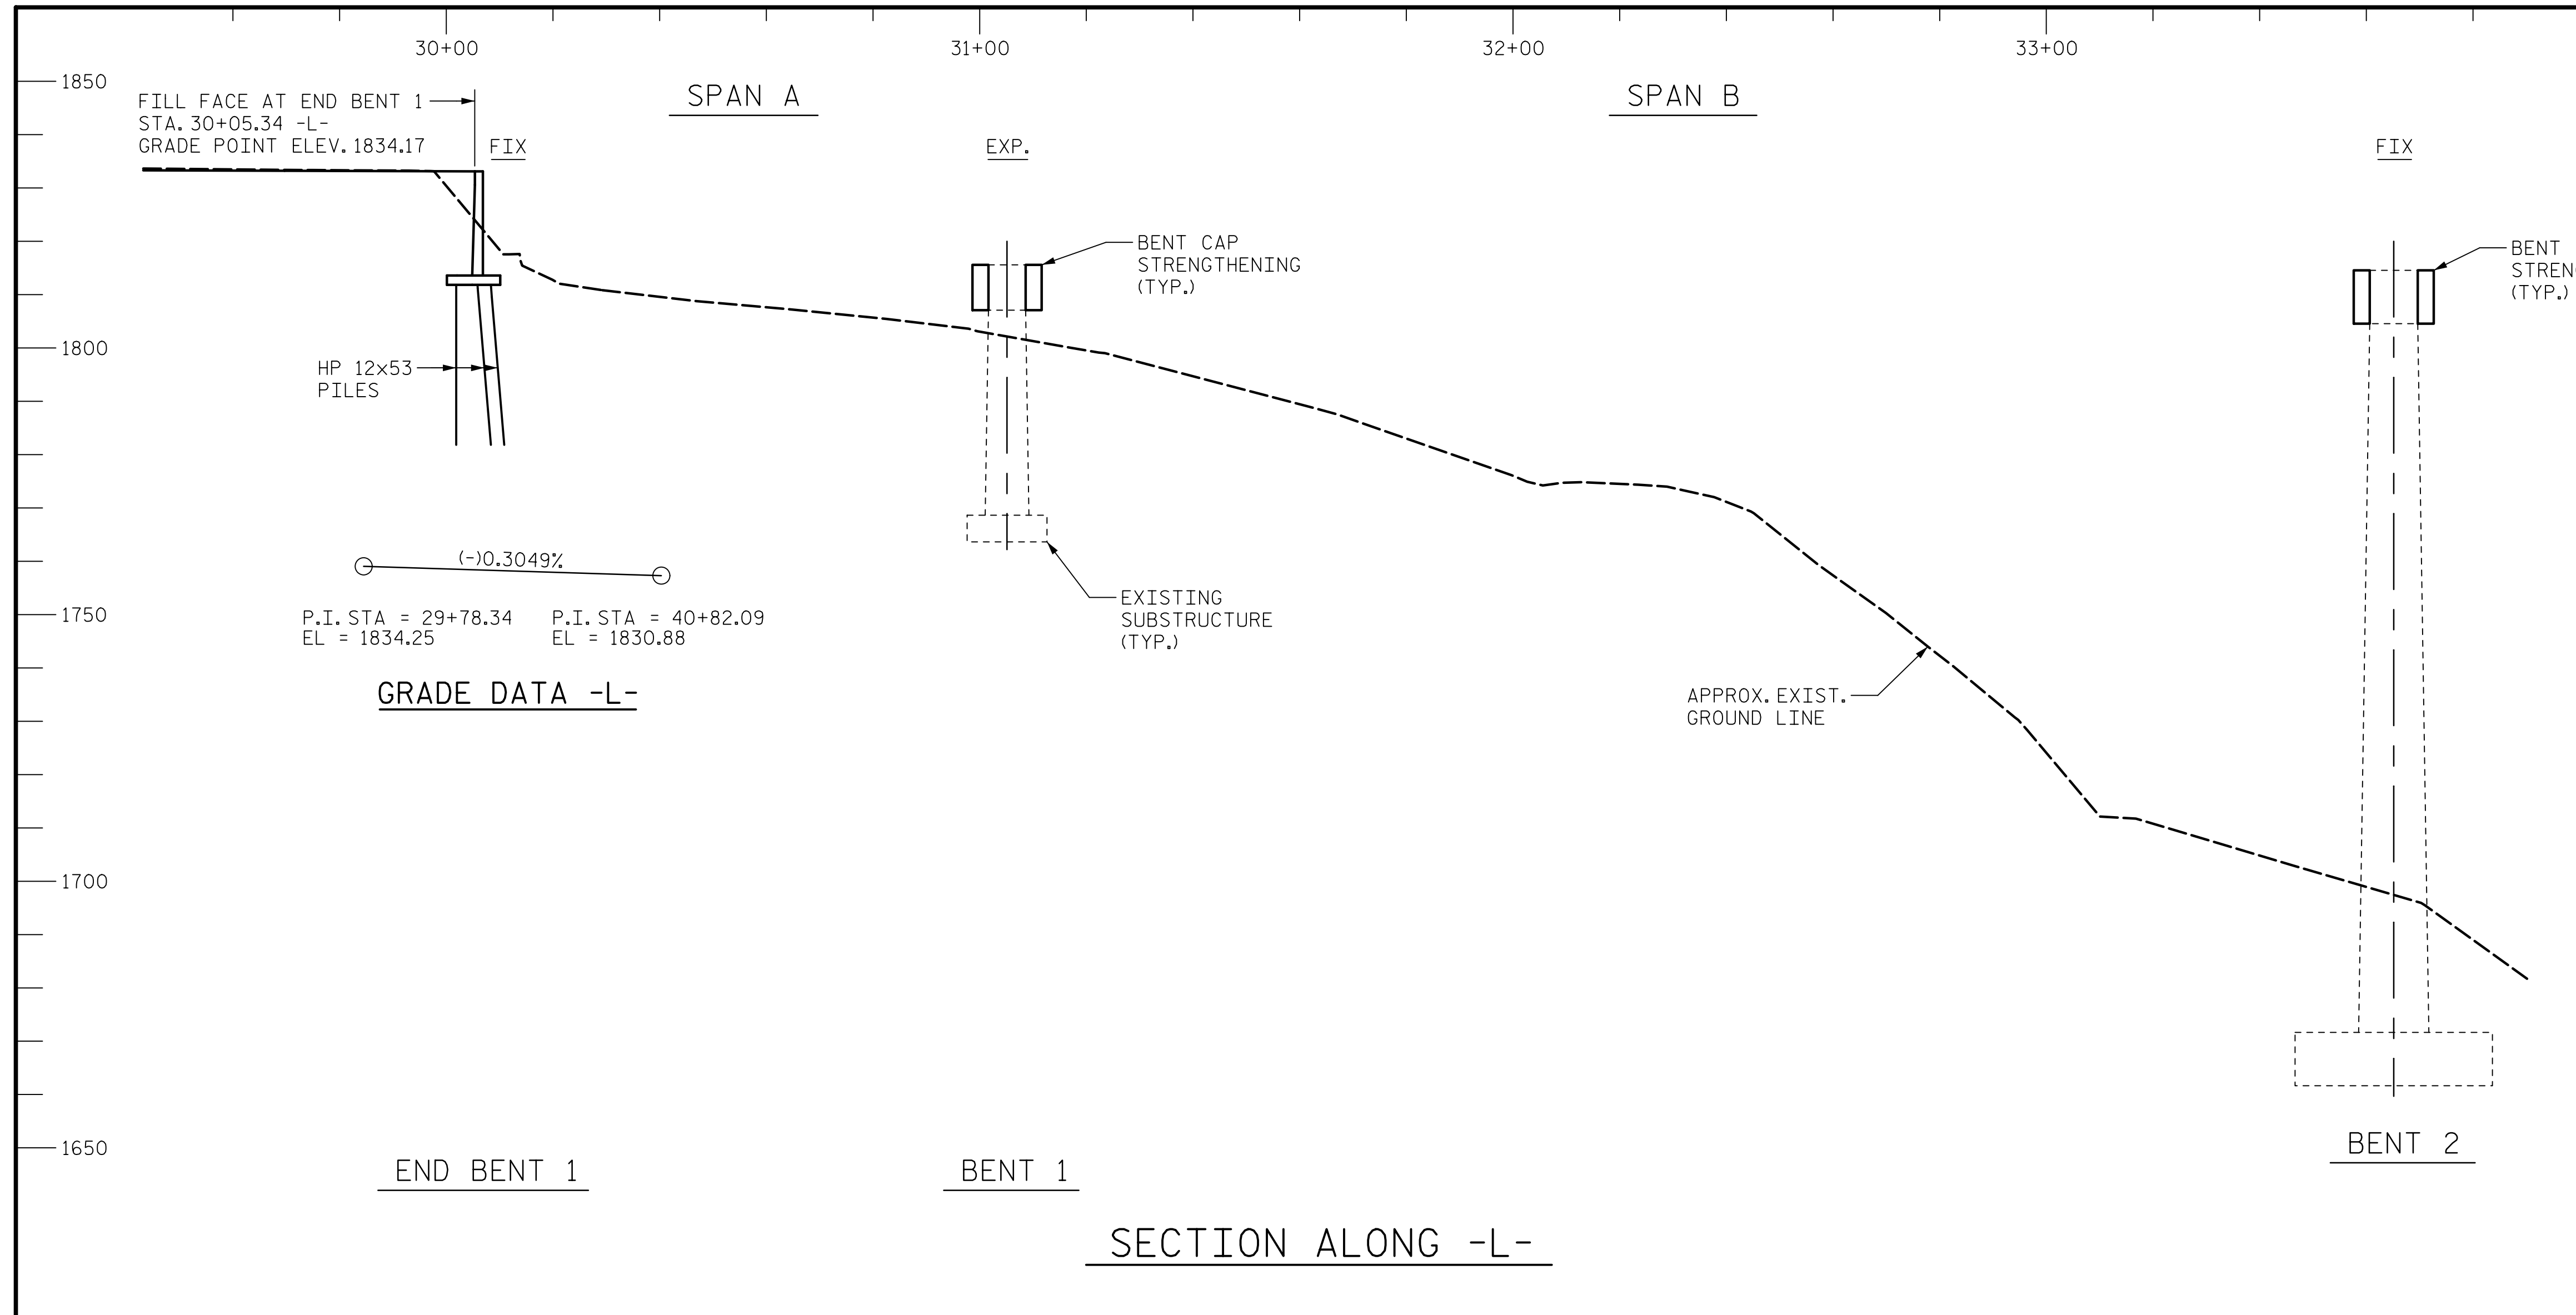 30+00
31+00
32+00
33+00
1850
1800
1750
1700
1650
SPAN A
SPAN B
FILL FACE AT END BENT 1
STA. 30+05.34 -L-
GRADE POINT ELEV. 1834.17
FIX
EXP.
FIX
BENT CAP
STRENGTHENING
(TYP.)
BENT
STREN
(TYP.)
HP 12x53
PILES
(-)0.3049%
P.I. STA = 29+78.34
EL = 1834.25
P.I. STA = 40+82.09
EL = 1830.88
GRADE DATA -L-
EXISTING
SUBSTRUCTURE
(TYP.)
APPROX. EXIST.
GROUND LINE
END BENT 1
BENT 1
BENT 2
SECTION ALONG -L-